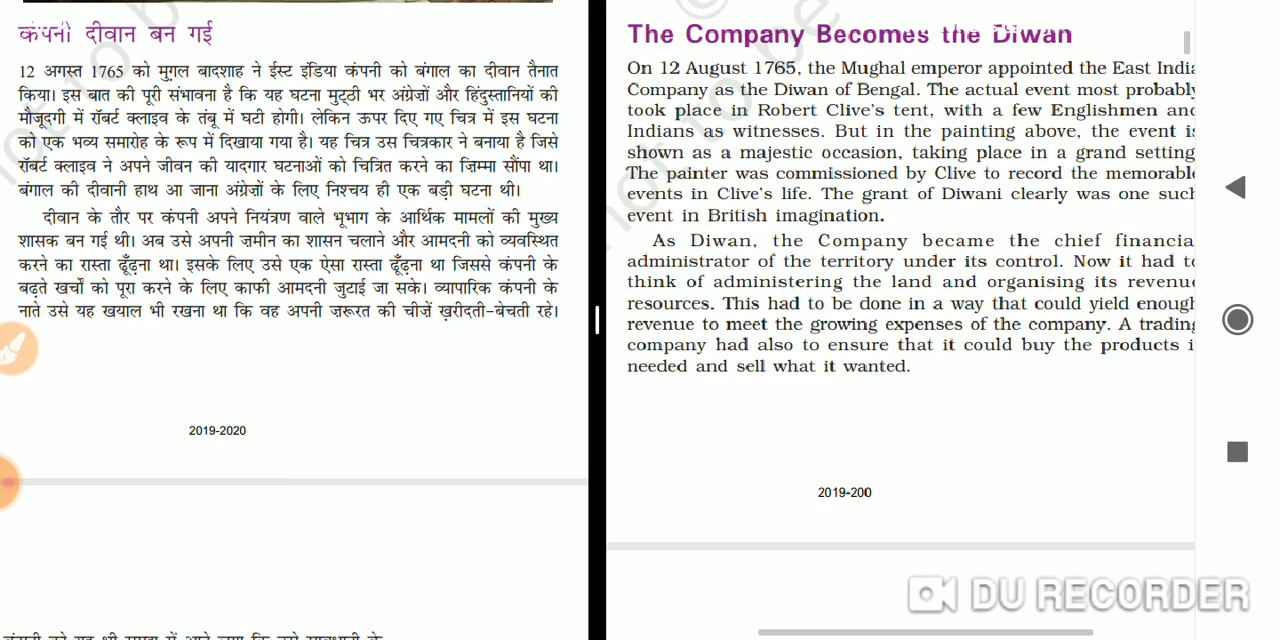 कंपनी दीवान बन गई
12 अगस्त 1765 को मुग़ल बादशाह ने ईस्ट इंडिया कंपनी को बंगाल का दीवान तैनात
किया। इस बात की पूरी संभावना है कि यह घटना मुट्ठी भर अंग्रेज़ों और हिंदुस्तानियों की
मौजूदगी में रॉबर्ट क्लाइव के तंबू में घटी होगी। लेकिन ऊपर दिए गए चित्र में इस घटना
को एक भव्य समारोह के रूप में दिखाया गया है। यह चित्र उस चित्रकार ने बनाया है जिसे
रॉबर्ट क्लाइव ने अपने जीवन की यादगार घटनाओं को चित्रित करने का ज़िम्मा सौंपा था।
बंगाल की दीवानी हाथ आ जाना अंग्रेज़ों के लिए निश्चय ही एक बड़ी घटना थी।
दीवान के तौर पर कंपनी अपने नियंत्रण वाले भूभाग के आर्थिक मामलों की मुख्य
शासक बन गई थी। अब उसे अपनी ज़मीन का शासन चलाने और आमदनी को व्यवस्थित
करने का रास्ता ढूँढ़ना था। इसके लिए उसे एक ऐसा रास्ता ढूँढ़ना था जिससे कंपनी के
बढ़ते खर्चों को पूरा करने के लिए काफी आमदनी जुटाई जा सके। व्यापारिक कंपनी के
नाते उसे यह खयाल भी रखना था कि वह अपनी ज़रूरत की चीज़ें ख़रीदती-बेचती रहे।
2019-2020
The Company Becomes the Diwan
On 12 August 1765, the Mughal emperor appointed the East India
Company as the Diwan of Bengal. The actual event most probably
took place in Robert Clive's tent, with a few Englishmen and
Indians as witnesses. But in the painting above, the event is
shown as a majestic occasion, taking place in a grand setting
The painter was commissioned by Clive to record the memorable
events in Clive's life. The grant of Diwani clearly was one such
event in British imagination.
As Diwan, the Company became the chief financia
administrator of the territory under its control. Now it had to
think of administering the land and organising its revenue
resources. This had to be done in a way that could yield enough
revenue to meet the growing expenses of the company. A trading
company had also to ensure that it could buy the products i
needed and sell what it wanted.
2019-200
DU RECORDER